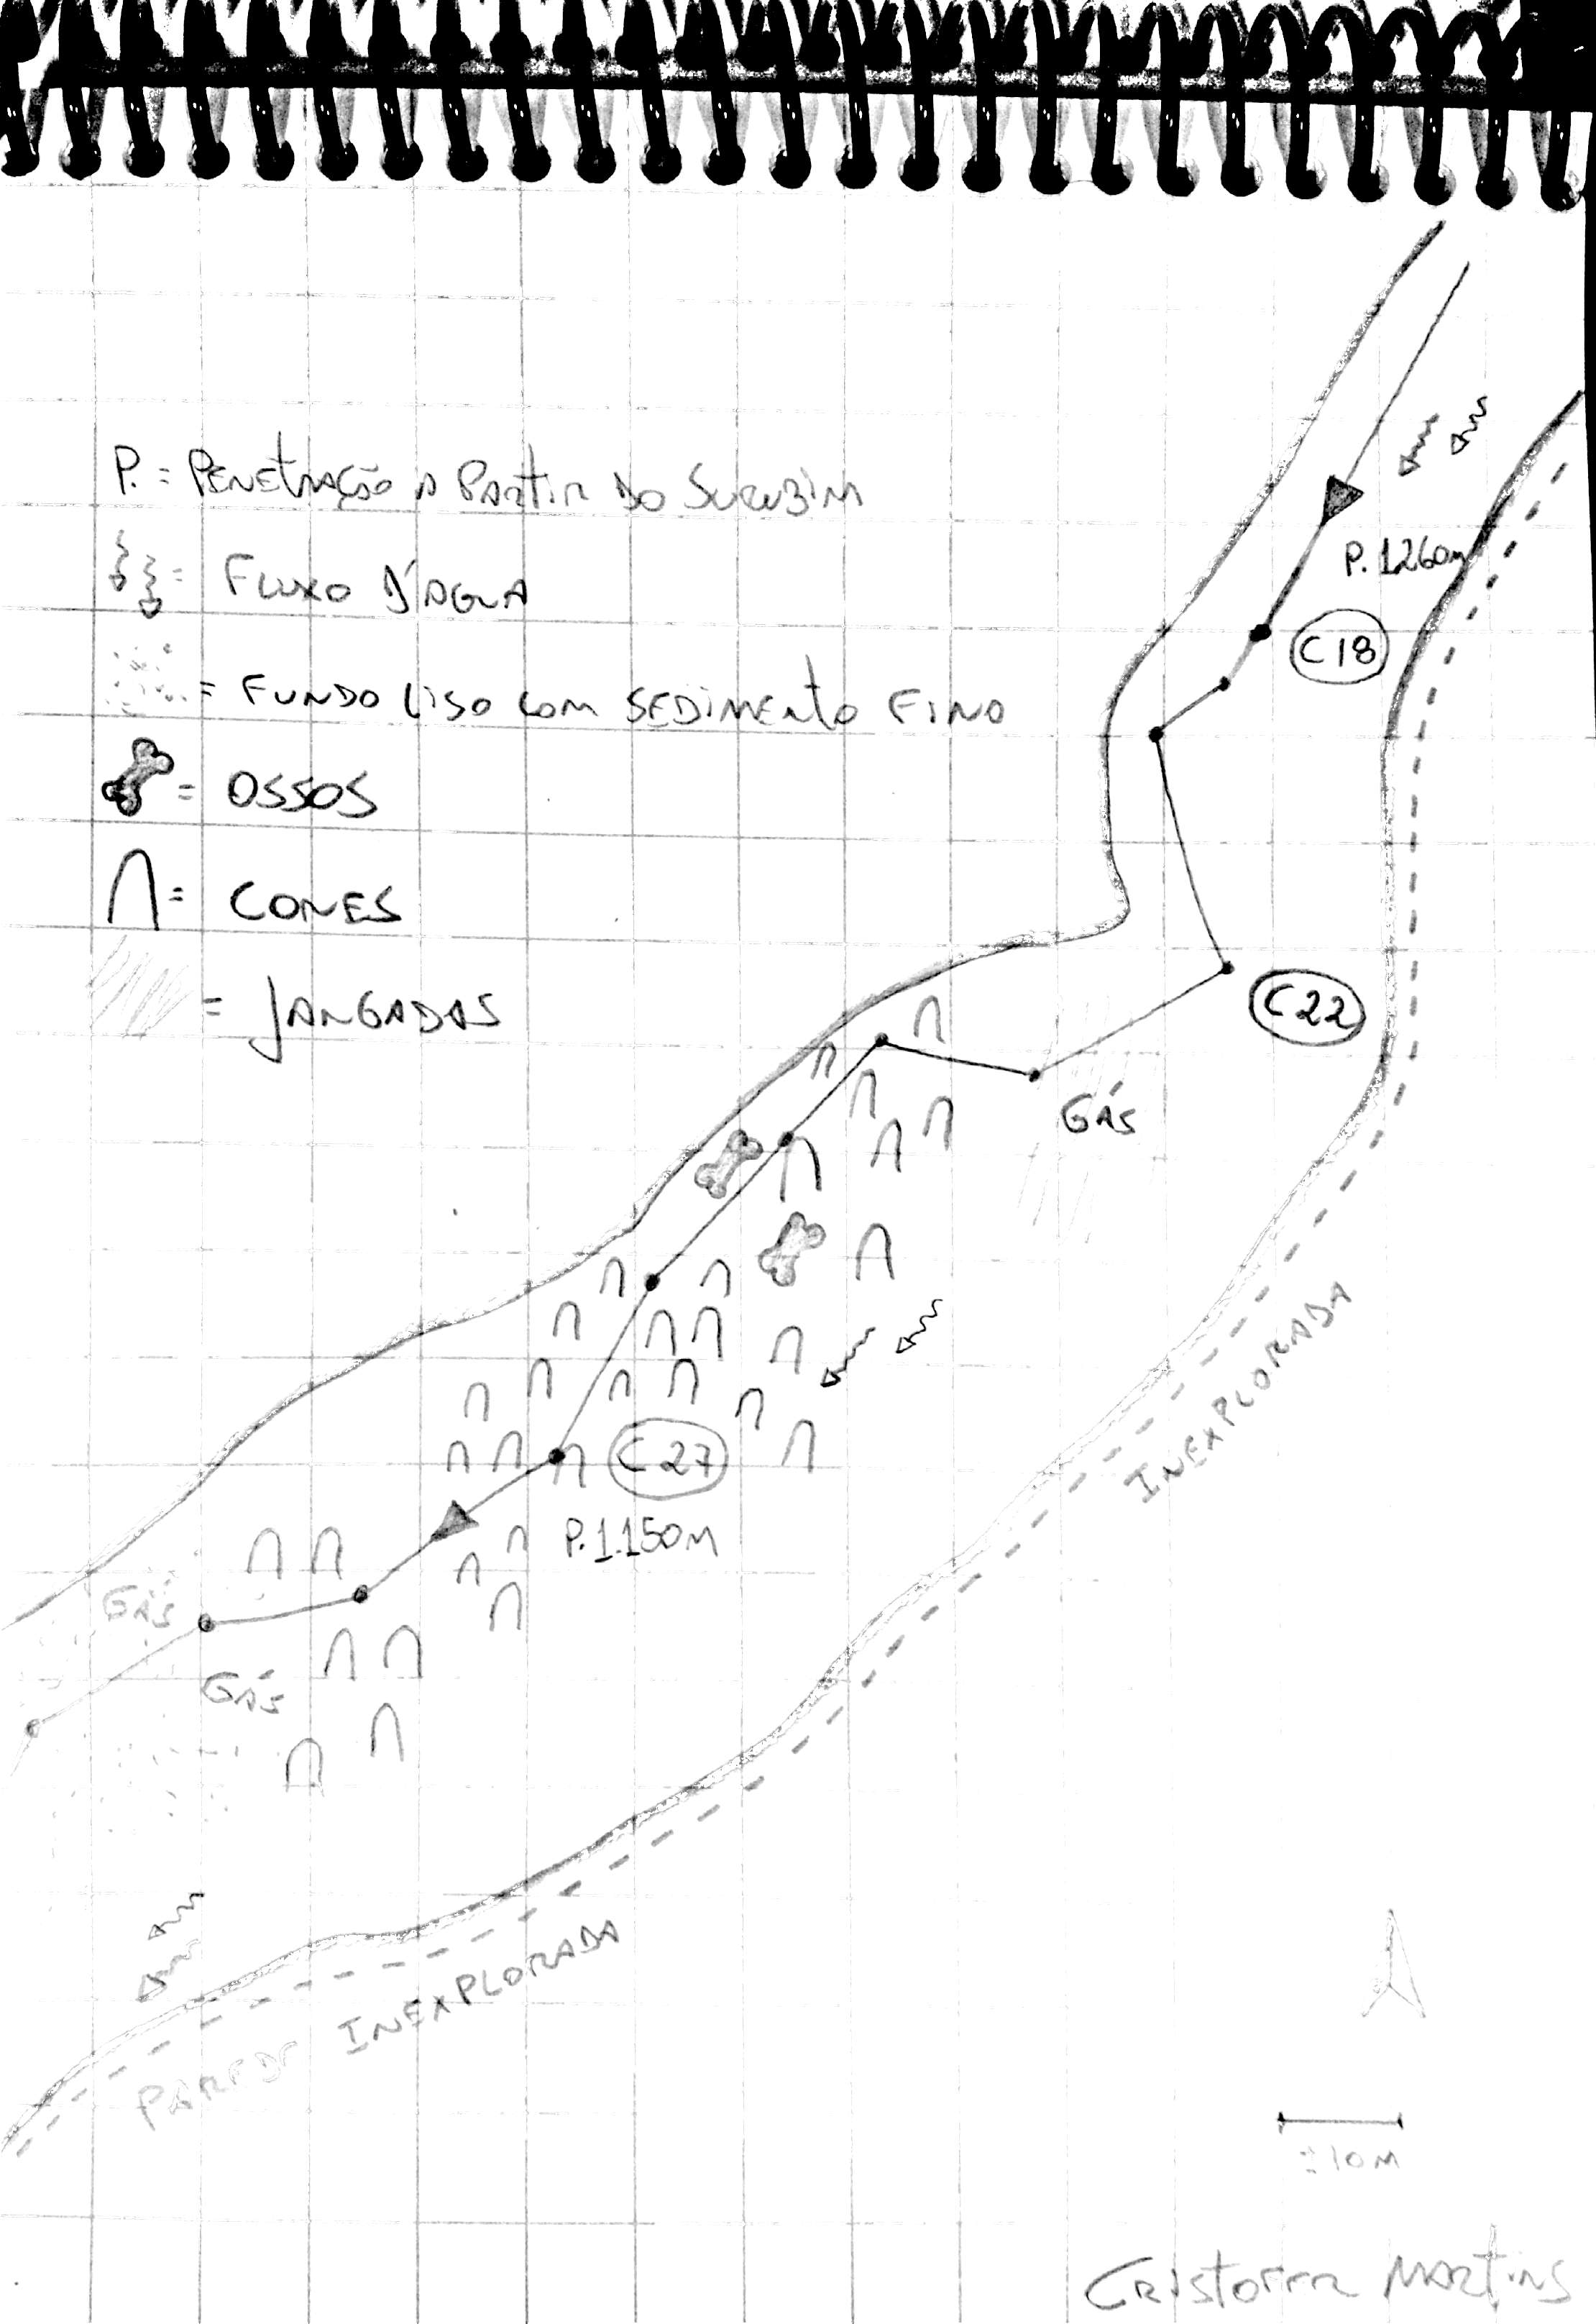 P. = PENETRAÇÃO A PARTIR DO SUCUBIM
= FLUXO D'ÁGUA
= FUNDO LISO COM SEDIMENTO FINO
= OSSOS
= CONES
= JANGADAS
P. 1260m
C18
C22
GÁS
INEXPLORADA
C27
P. 1.150M
GÁS
GÁS
PAREDE INEXPLORADA
± 10M
CRISTOFER MARTINS